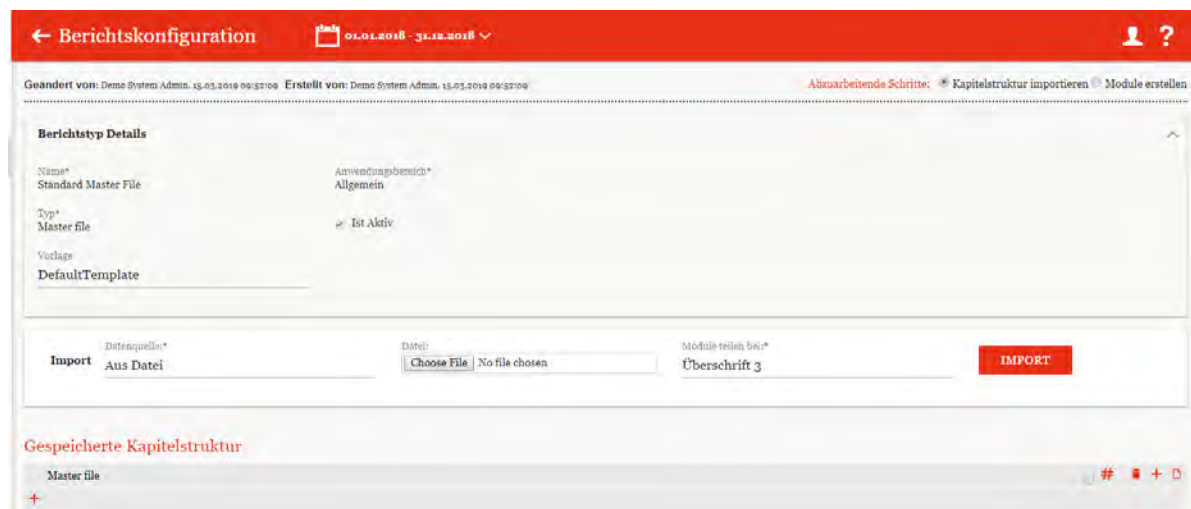 Berichtskonfiguration
01.01.2018 - 31.12.2018
?
Geändert von: Demo System Admin, 15.03.2019 09:52:09 Erstellt von: Demo System Admin, 15.03.2019 09:52:09
Abzuarbeitende Schritte: Kapitelstruktur importieren Module erstellen
Berichtstyp Details
Name*
Anwendungsbereich*
Standard Master File
Allgemein
Typ*
Master file
Ist Aktiv
Vorlage
DefaultTemplate
Import
Datenquelle:*
Aus Datei
Datei:
Choose File No file chosen
Module teilen bei:*
Überschrift 3
IMPORT
Gespeicherte Kapitelstruktur
Master file
#
+
+